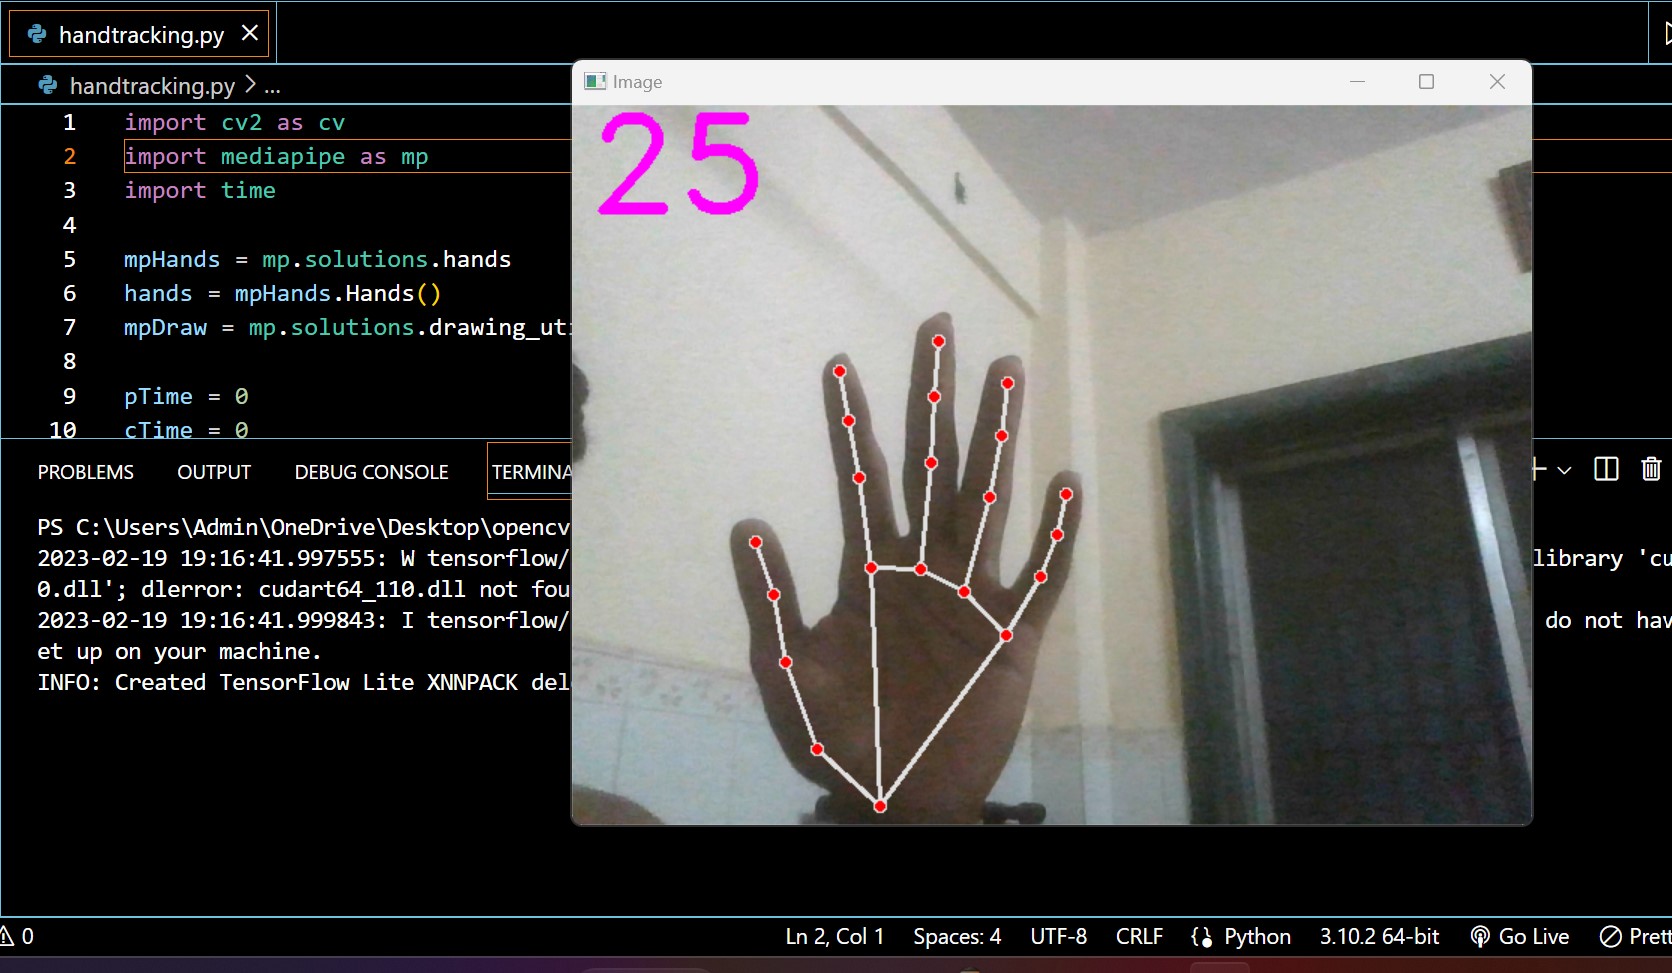 handtracking.py
handtracking.py > ...
1 import cv2 as cv
2 import mediapipe as mp
3 import time
4
5 mpHands = mp.solutions.hands
6 hands = mpHands.Hands()
7 mpDraw = mp.solutions.drawing_uti
8
9 pTime = 0
10 cTime = 0
Image
25
PROBLEMS OUTPUT DEBUG CONSOLE TERMINA
PS C:\Users\Admin\OneDrive\Desktop\opencv
2023-02-19 19:16:41.997555: W tensorflow/ library 'cu
0.dll'; dlerror: cudart64_110.dll not fou
2023-02-19 19:16:41.999843: I tensorflow/ do not hav
et up on your machine.
INFO: Created TensorFlow Lite XNNPACK del
0 Ln 2, Col 1 Spaces: 4 UTF-8 CRLF Python 3.10.2 64-bit Go Live Prett